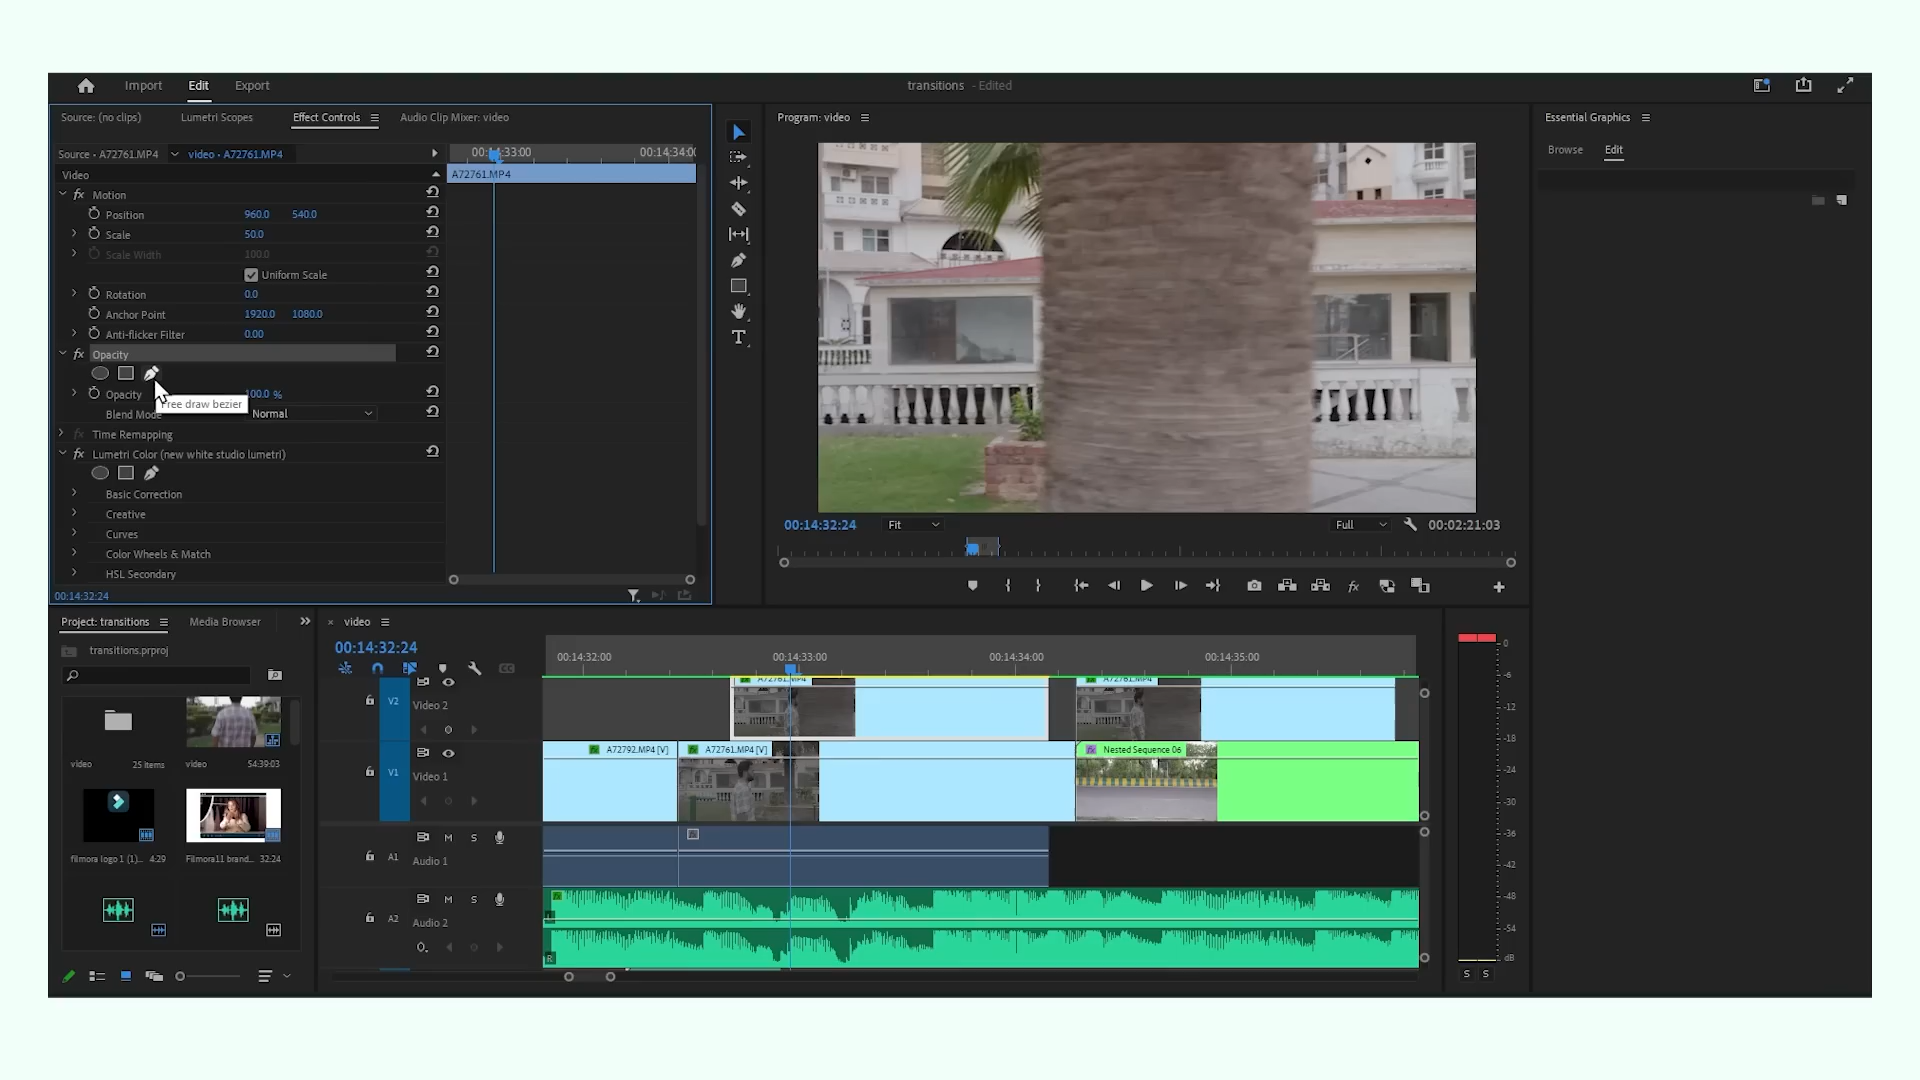 Import Edit Export
transitions - Edited
Source: (no clips) Lumetri Scopes Effect Controls Audio Clip Mixer: video
Source • A72761.MP4 video • A72761.MP4
00:14:33:00 00:14:34:00
Video
A72761.MP4
fx Motion
Position 960.0 540.0
Scale 50.0
Scale Width 100.0
Uniform Scale
Rotation 0.0
Anchor Point 1920.0 1080.0
Anti-flicker Filter 0.00
fx Opacity
Opacity 100.0 %
Free draw bezier
Blend Mode Normal
fx Time Remapping
fx Lumetri Color (new white studio lumetri)
Basic Correction
Creative
Curves
Color Wheels & Match
HSL Secondary
00:14:32:24
Program: video
00:14:32:24 Fit Full 00:02:21:03
Essential Graphics
Browse Edit
Project: transitions Media Browser
transitions.prproj
video 25 items video 54:39:03
filmora logo 1 (1)... 4:29 Filmora11 brand... 32:24
video
00:14:32:24
00:14:32:00 00:14:33:00 00:14:34:00 00:14:35:00
V2 Video 2
A72761.MP4 A72761.MP4
V1 Video 1
fx A72792.MP4 [V] fx A72761.MP4 [V] fx Nested Sequence 06
M S
A1 Audio 1
M S
A2 Audio 2
L
R
0
-6
-12
-18
-24
-30
-36
-42
-48
-54
dB
S S